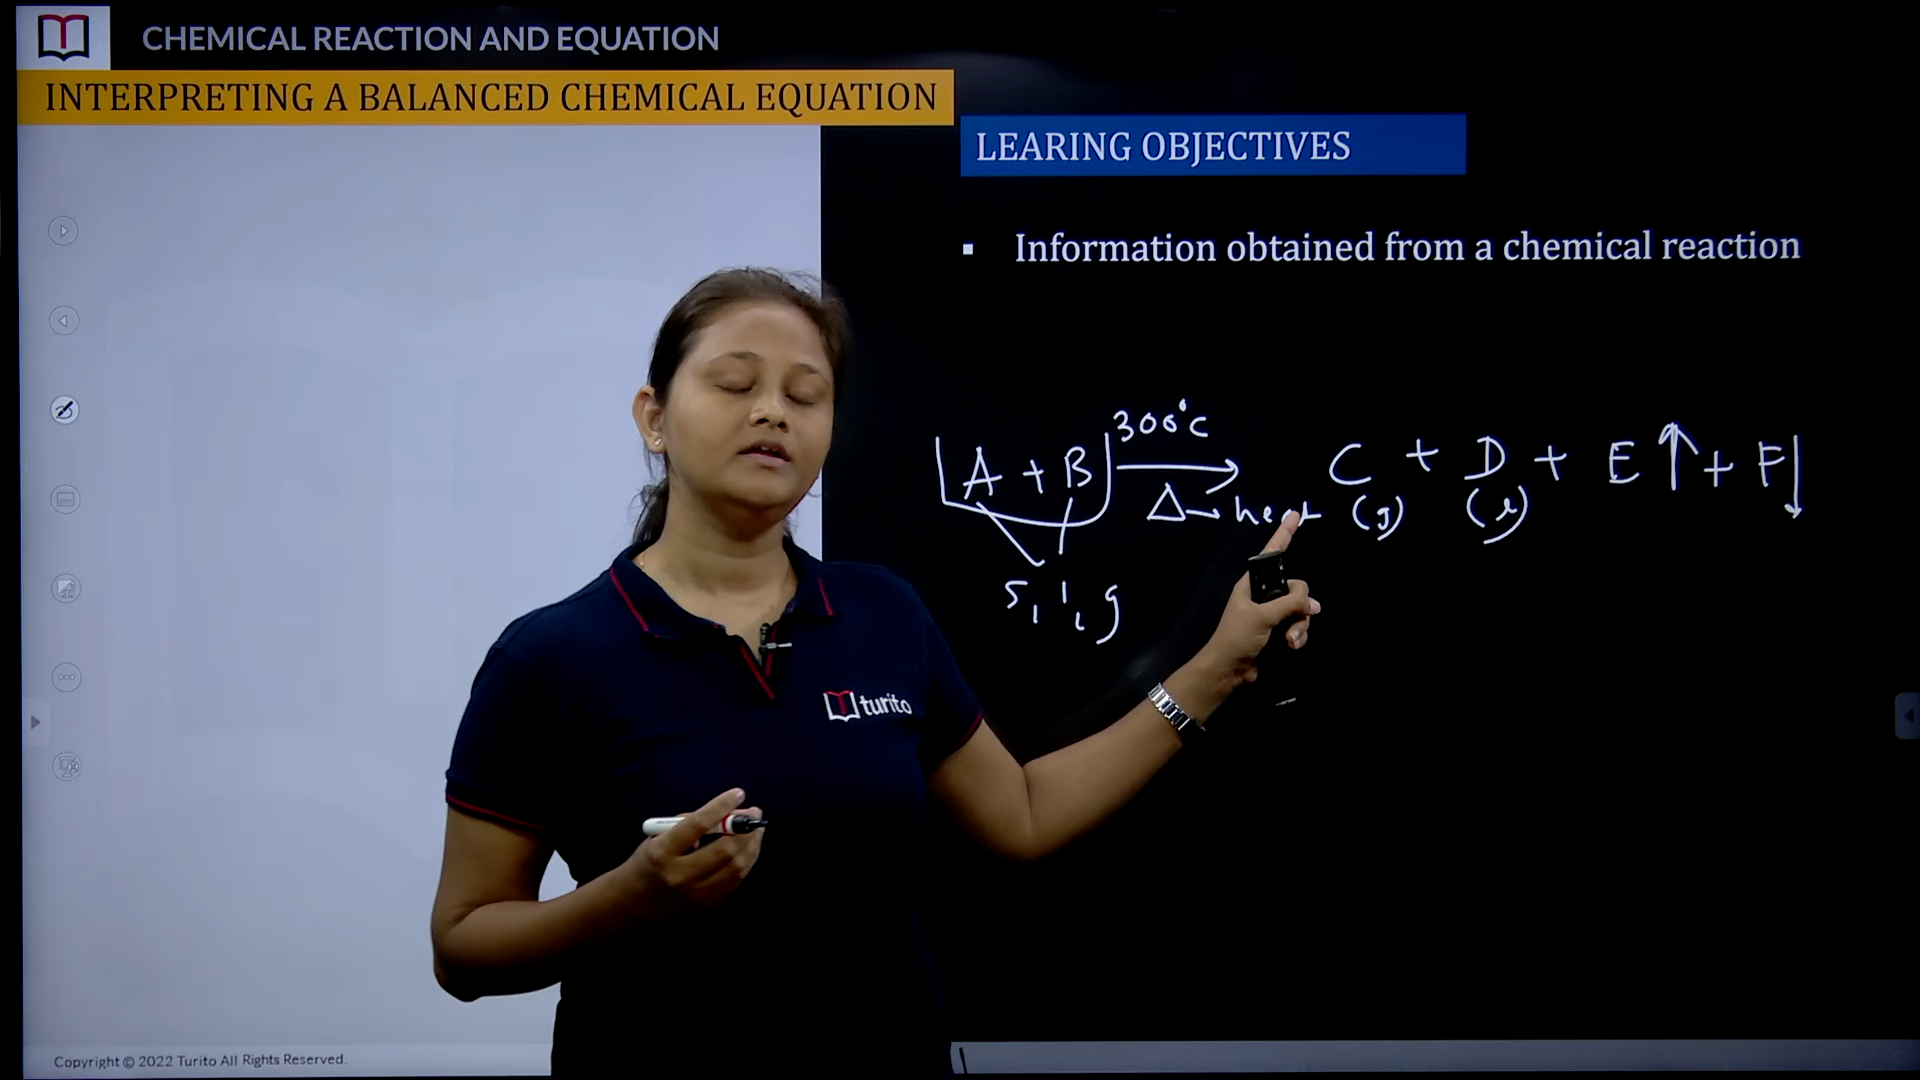 CHEMICAL REACTION AND EQUATION
INTERPRETING A BALANCED CHEMICAL EQUATION
LEARING OBJECTIVES
▪ Information obtained from a chemical reaction
300°C
A + B → C + D + E ↑ + F ↓
Δ → heat (g) (l)
s, l, g
turito
Copyright © 2022 Turito All Rights Reserved.